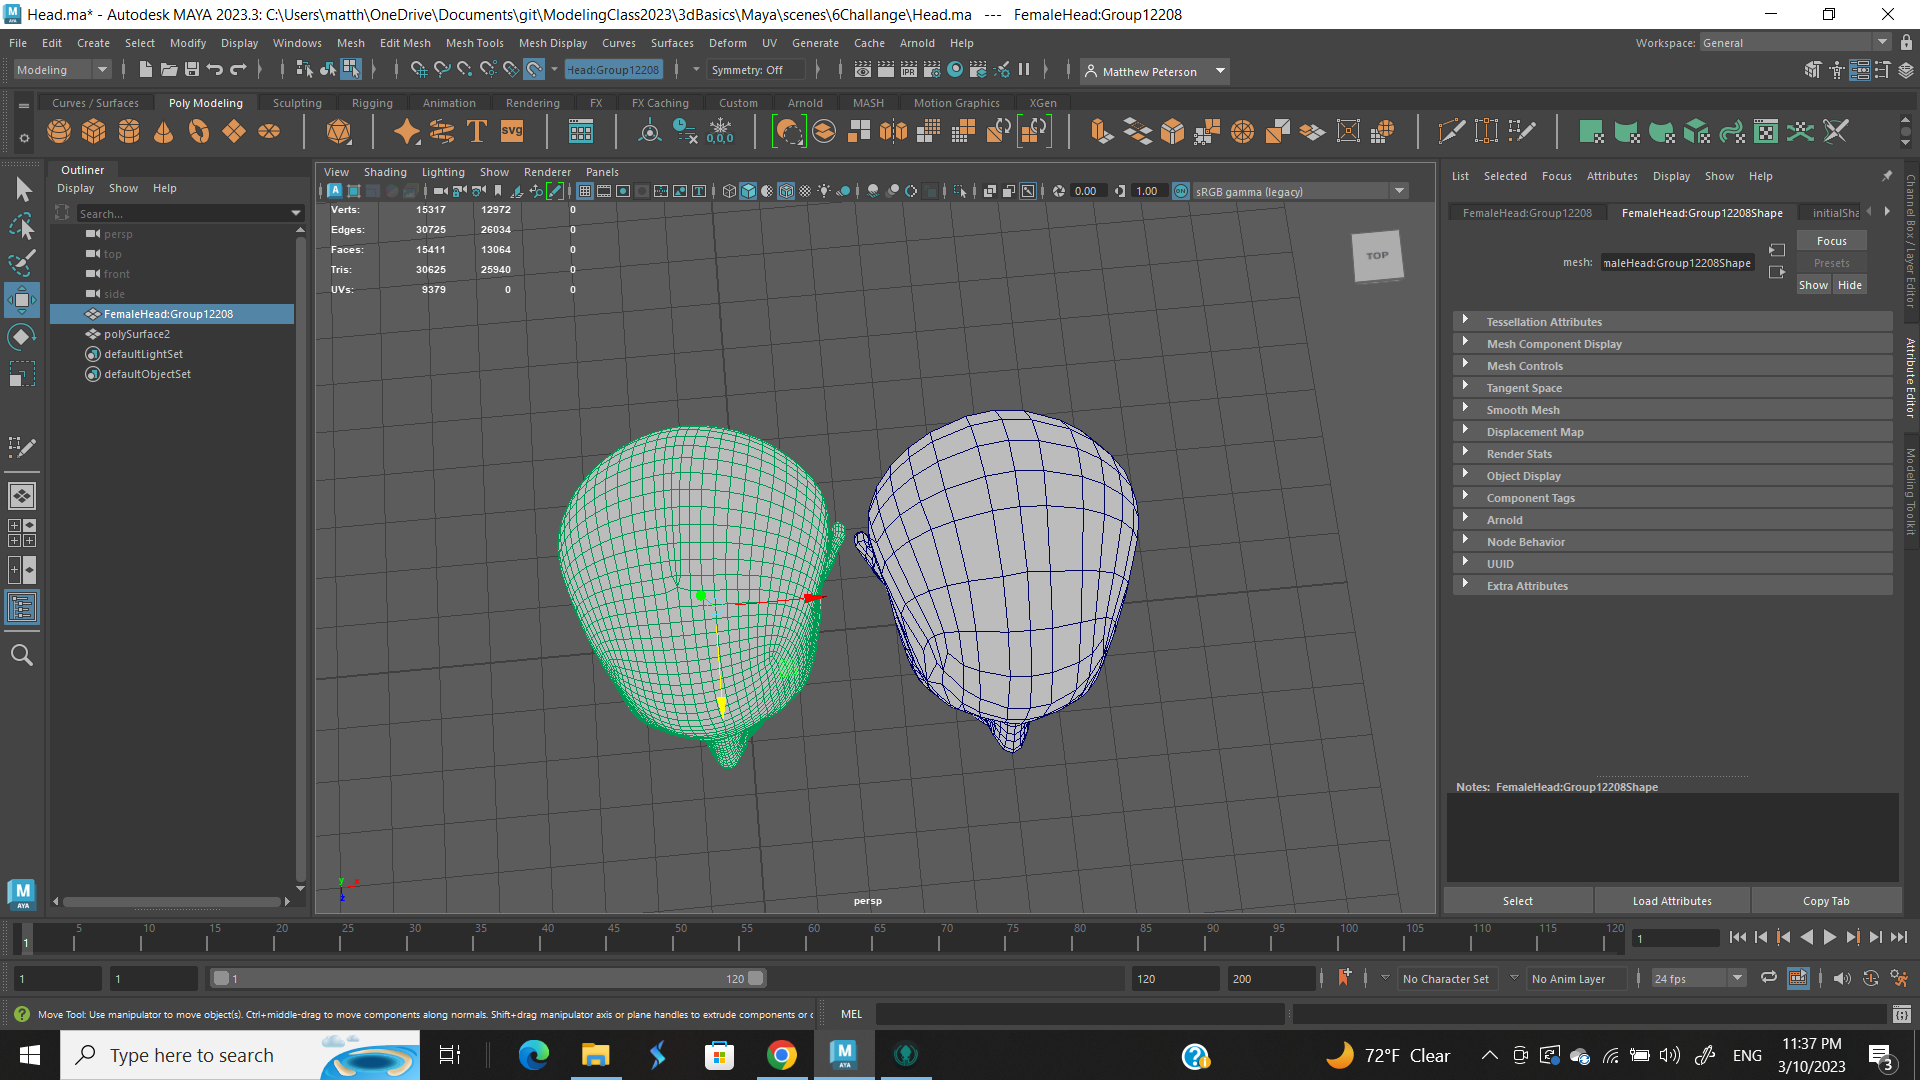 Head.ma* - Autodesk MAYA 2023.3: C:\Users\matth\OneDrive\Documents\git\ModelingClass2023\3dBasics\Maya\scenes\6Challange\Head.ma --- FemaleHead:Group12208
File Edit Create Select Modify Display Windows Mesh Edit Mesh Mesh Tools Mesh Display Curves Surfaces Deform UV Generate Cache Arnold Help
Workspace: General
Modeling
Head:Group12208
Symmetry: Off
IPR
Matthew Peterson
Curves / Surfaces Poly Modeling Sculpting Rigging Animation Rendering FX FX Caching Custom Arnold MASH Motion Graphics XGen
T SVG
0,0,0
Outliner
Display Show Help
Search...
persp
top
front
side
FemaleHead:Group12208
polySurface2
defaultLightSet
defaultObjectSet
View Shading Lighting Show Renderer Panels
0.00 1.00 ON sRGB gamma (legacy)
Verts: 15317 12972 0
Edges: 30725 26034 0
Faces: 15411 13064 0
Tris: 30625 25940 0
UVs: 9379 0 0
TOP
y x
z
persp
List Selected Focus Attributes Display Show Help
FemaleHead:Group12208 FemaleHead:Group12208Shape initialSha
mesh: maleHead:Group12208Shape
Focus
Presets
Show Hide
Tessellation Attributes
Mesh Component Display
Mesh Controls
Tangent Space
Smooth Mesh
Displacement Map
Render Stats
Object Display
Component Tags
Arnold
Node Behavior
UUID
Extra Attributes
Notes: FemaleHead:Group12208Shape
Select Load Attributes Copy Tab
Channel Box / Layer Editor
Attribute Editor
Modeling Toolkit
M
AYA
1 5 10 15 20 25 30 35 40 45 50 55 60 65 70 75 80 85 90 95 100 105 110 115 120
1
1 1 1 120 120 200 No Character Set No Anim Layer 24 fps
Move Tool: Use manipulator to move object(s). Ctrl+middle-drag to move components along normals. Shift+drag manipulator axis or plane handles to extrude components or c
MEL
Type here to search
72°F Clear
ENG
11:37 PM
3/10/2023
3